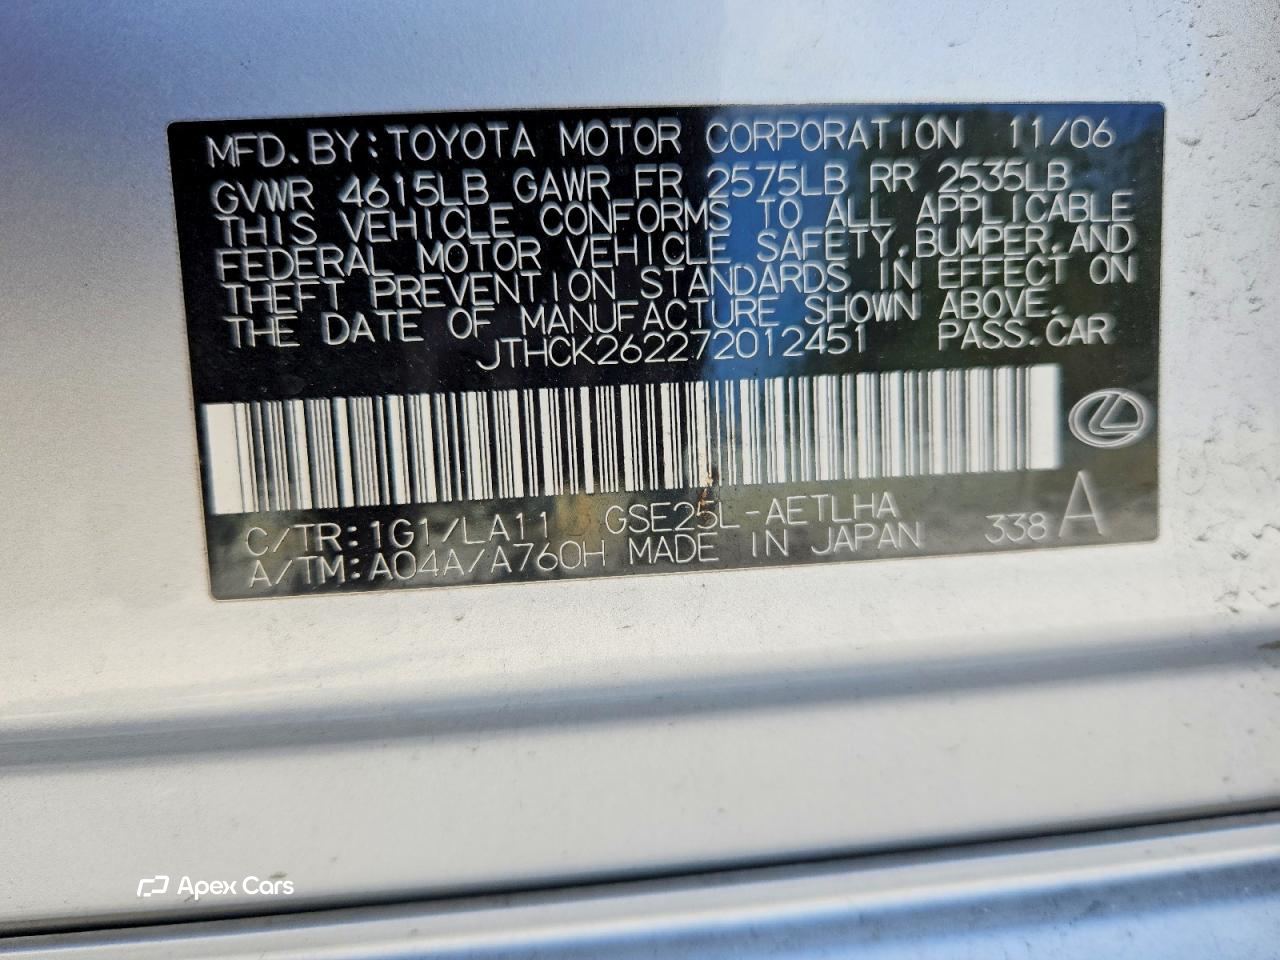 MFD.BY:TOYOTA MOTOR CORPORATION 11/06
GVWR 4615LB GAWR FR 2575LB RR 2535LB
THIS VEHICLE CONFORMS TO ALL APPLICABLE
FEDERAL MOTOR VEHICLE SAFETY,BUMPER,AND
THEFT PREVENTION STANDARDS IN EFFECT ON
THE DATE OF MANUFACTURE SHOWN ABOVE.
JTHCK262272012451 PASS.CAR
C/TR:1G1/LA11 GSE25L-AETLHA
A/TM:A04A/A760H MADE IN JAPAN 338 A
Apex Cars